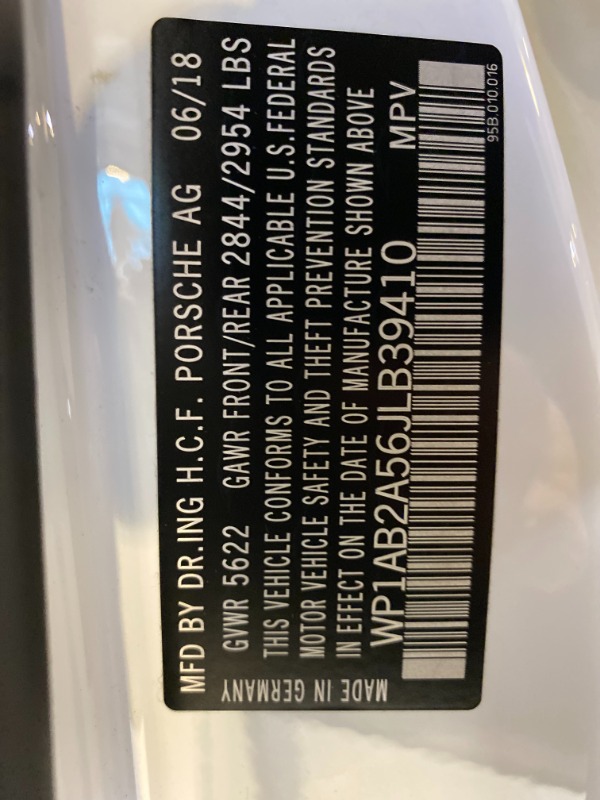 MFD BY DR.ING H.C.F. PORSCHE AG 06/18
GVWR 5622 GAWR FRONT/REAR 2844/2954 LBS
THIS VEHICLE CONFORMS TO ALL APPLICABLE U.S.FEDERAL
MOTOR VEHICLE SAFETY AND THEFT PREVENTION STANDARDS
IN EFFECT ON THE DATE OF MANUFACTURE SHOWN ABOVE
WP1AB2A56JLB39410 MPV
MADE IN GERMANY
95B.010.016